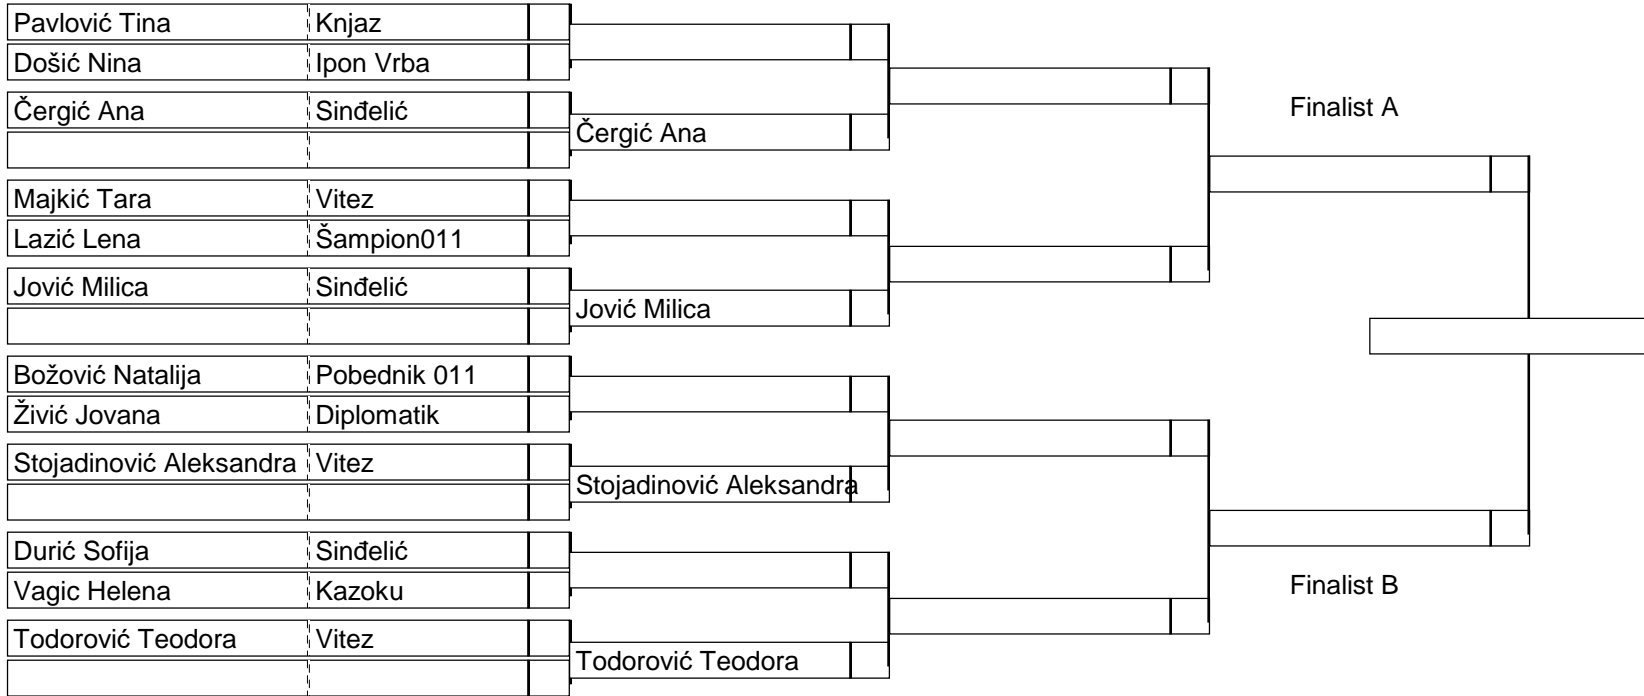 Pavlović Tina Knjaz
Došić Nina Ipon Vrba
Čergić Ana Sinđelić
Čergić Ana
Majkić Tara Vitez
Lazić Lena Šampion011
Jović Milica Sinđelić
Jović Milica
Božović Natalija Pobednik 011
Živić Jovana Diplomatik
Stojadinović Aleksandra Vitez
Stojadinović Aleksandra
Durić Sofija Sinđelić
Vagic Helena Kazoku
Todorović Teodora Vitez
Todorović Teodora
Finalist A
Finalist B